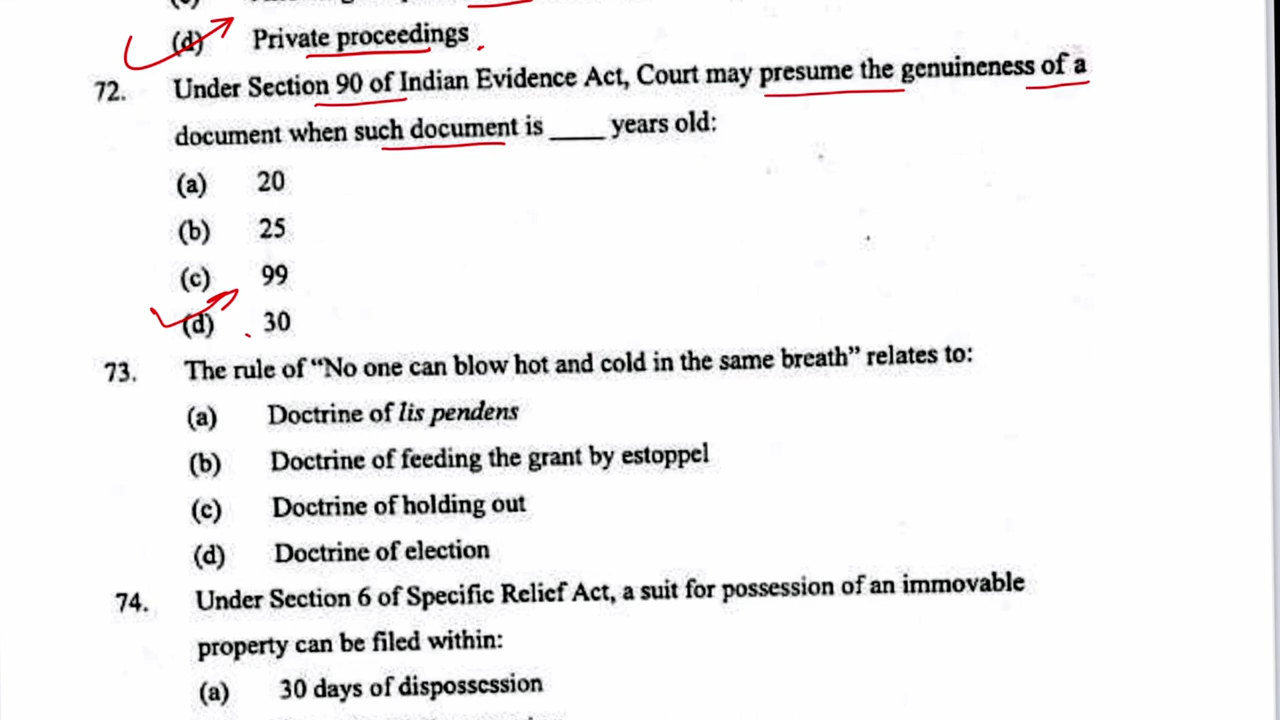 (d) Private proceedings
72. Under Section 90 of Indian Evidence Act, Court may presume the genuineness of a
document when such document is ____ years old:
(a) 20
(b) 25
(c) 99
(d) 30
73. The rule of “No one can blow hot and cold in the same breath” relates to:
(a) Doctrine of lis pendens
(b) Doctrine of feeding the grant by estoppel
(c) Doctrine of holding out
(d) Doctrine of election
74. Under Section 6 of Specific Relief Act, a suit for possession of an immovable
property can be filed within:
(a) 30 days of dispossession